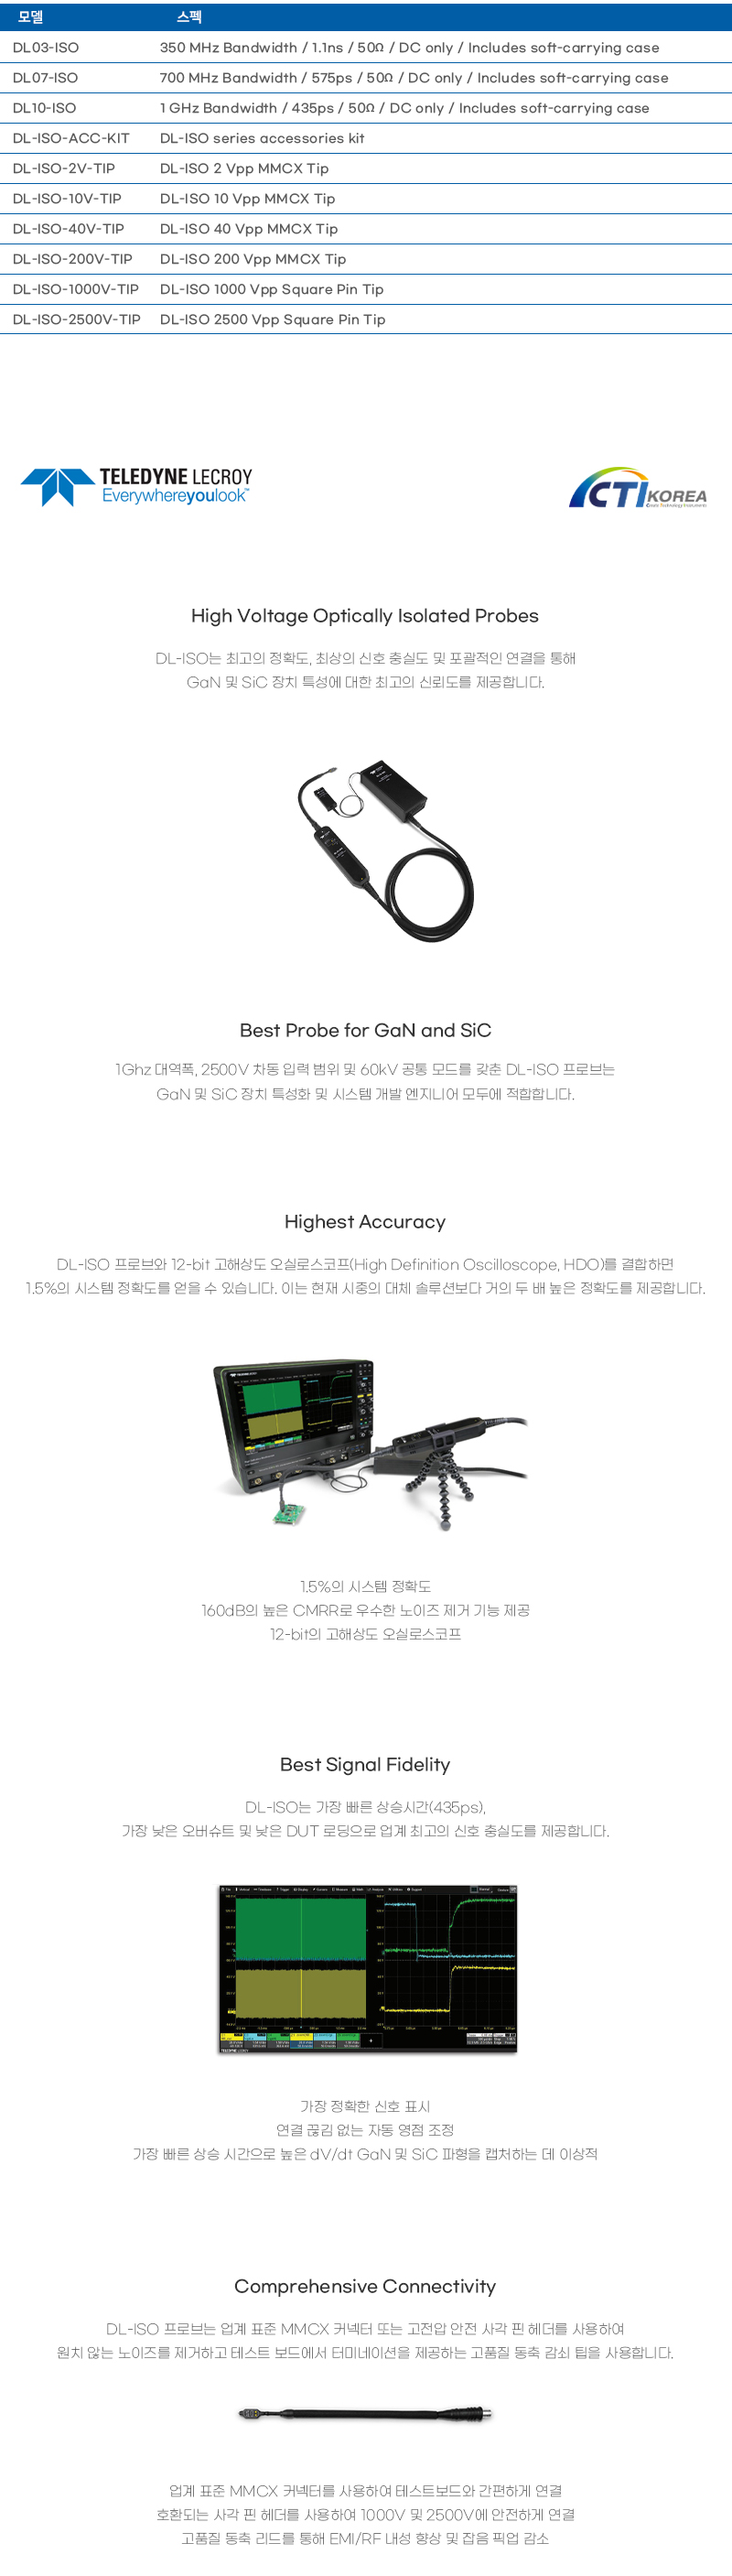 모델 스펙
DL03-ISO 350 MHz Bandwidth / 1.1ns / 50Ω / DC only / Includes soft-carrying case
DL07-ISO 700 MHz Bandwidth / 575ps / 50Ω / DC only / Includes soft-carrying case
DL10-ISO 1 GHz Bandwidth / 435ps / 50Ω / DC only / Includes soft-carrying case
DL-ISO-ACC-KIT DL-ISO series accessories kit
DL-ISO-2V-TIP DL-ISO 2 Vpp MMCX Tip
DL-ISO-10V-TIP DL-ISO 10 Vpp MMCX Tip
DL-ISO-40V-TIP DL-ISO 40 Vpp MMCX Tip
DL-ISO-200V-TIP DL-ISO 200 Vpp MMCX Tip
DL-ISO-1000V-TIP DL-ISO 1000 Vpp Square Pin Tip
DL-ISO-2500V-TIP DL-ISO 2500 Vpp Square Pin Tip
TELEDYNE LECROY
Everywhereyoulook™
CTI KOREA
High Voltage Optically Isolated Probes
DL-ISO는 최고의 정확도, 최상의 신호 충실도 및 포괄적인 연결을 통해
GaN 및 SiC 장치 특성에 대한 최고의 신뢰도를 제공합니다.
Best Probe for GaN and SiC
1Ghz 대역폭, 2500V 차동 입력 범위 및 60kV 공통 모드를 갖춘 DL-ISO 프로브는
GaN 및 SiC 장치 특성화 및 시스템 개발 엔지니어 모두에 적합합니다.
Highest Accuracy
DL-ISO 프로브와 12-bit 고해상도 오실로스코프(High Definition Oscilloscope, HDO)를 결합하면
1.5%의 시스템 정확도를 얻을 수 있습니다. 이는 현재 시중의 대체 솔루션보다 거의 두 배 높은 정확도를 제공합니다.
1.5%의 시스템 정확도
160dB의 높은 CMRR로 우수한 노이즈 제거 기능 제공
12-bit의 고해상도 오실로스코프
Best Signal Fidelity
DL-ISO는 가장 빠른 상승시간(435ps),
가장 낮은 오버슈트 및 낮은 DUT 로딩으로 업계 최고의 신호 충실도를 제공합니다.
가장 정확한 신호 표시
연결 끊김 없는 자동 영점 조정
가장 빠른 상승 시간으로 높은 dV/dt GaN 및 SiC 파형을 캡처하는 데 이상적
Comprehensive Connectivity
DL-ISO 프로브는 업계 표준 MMCX 커넥터 또는 고전압 안전 사각 핀 헤더를 사용하여
원치 않는 노이즈를 제거하고 테스트 보드에서 터미네이션을 제공하는 고품질 동축 감쇠 팁을 사용합니다.
업계 표준 MMCX 커넥터를 사용하여 테스트보드와 간편하게 연결
호환되는 사각 핀 헤더를 사용하여 1000V 및 2500V에 안전하게 연결
고품질 동축 리드를 통해 EMI/RF 내성 향상 및 잡음 픽업 감소